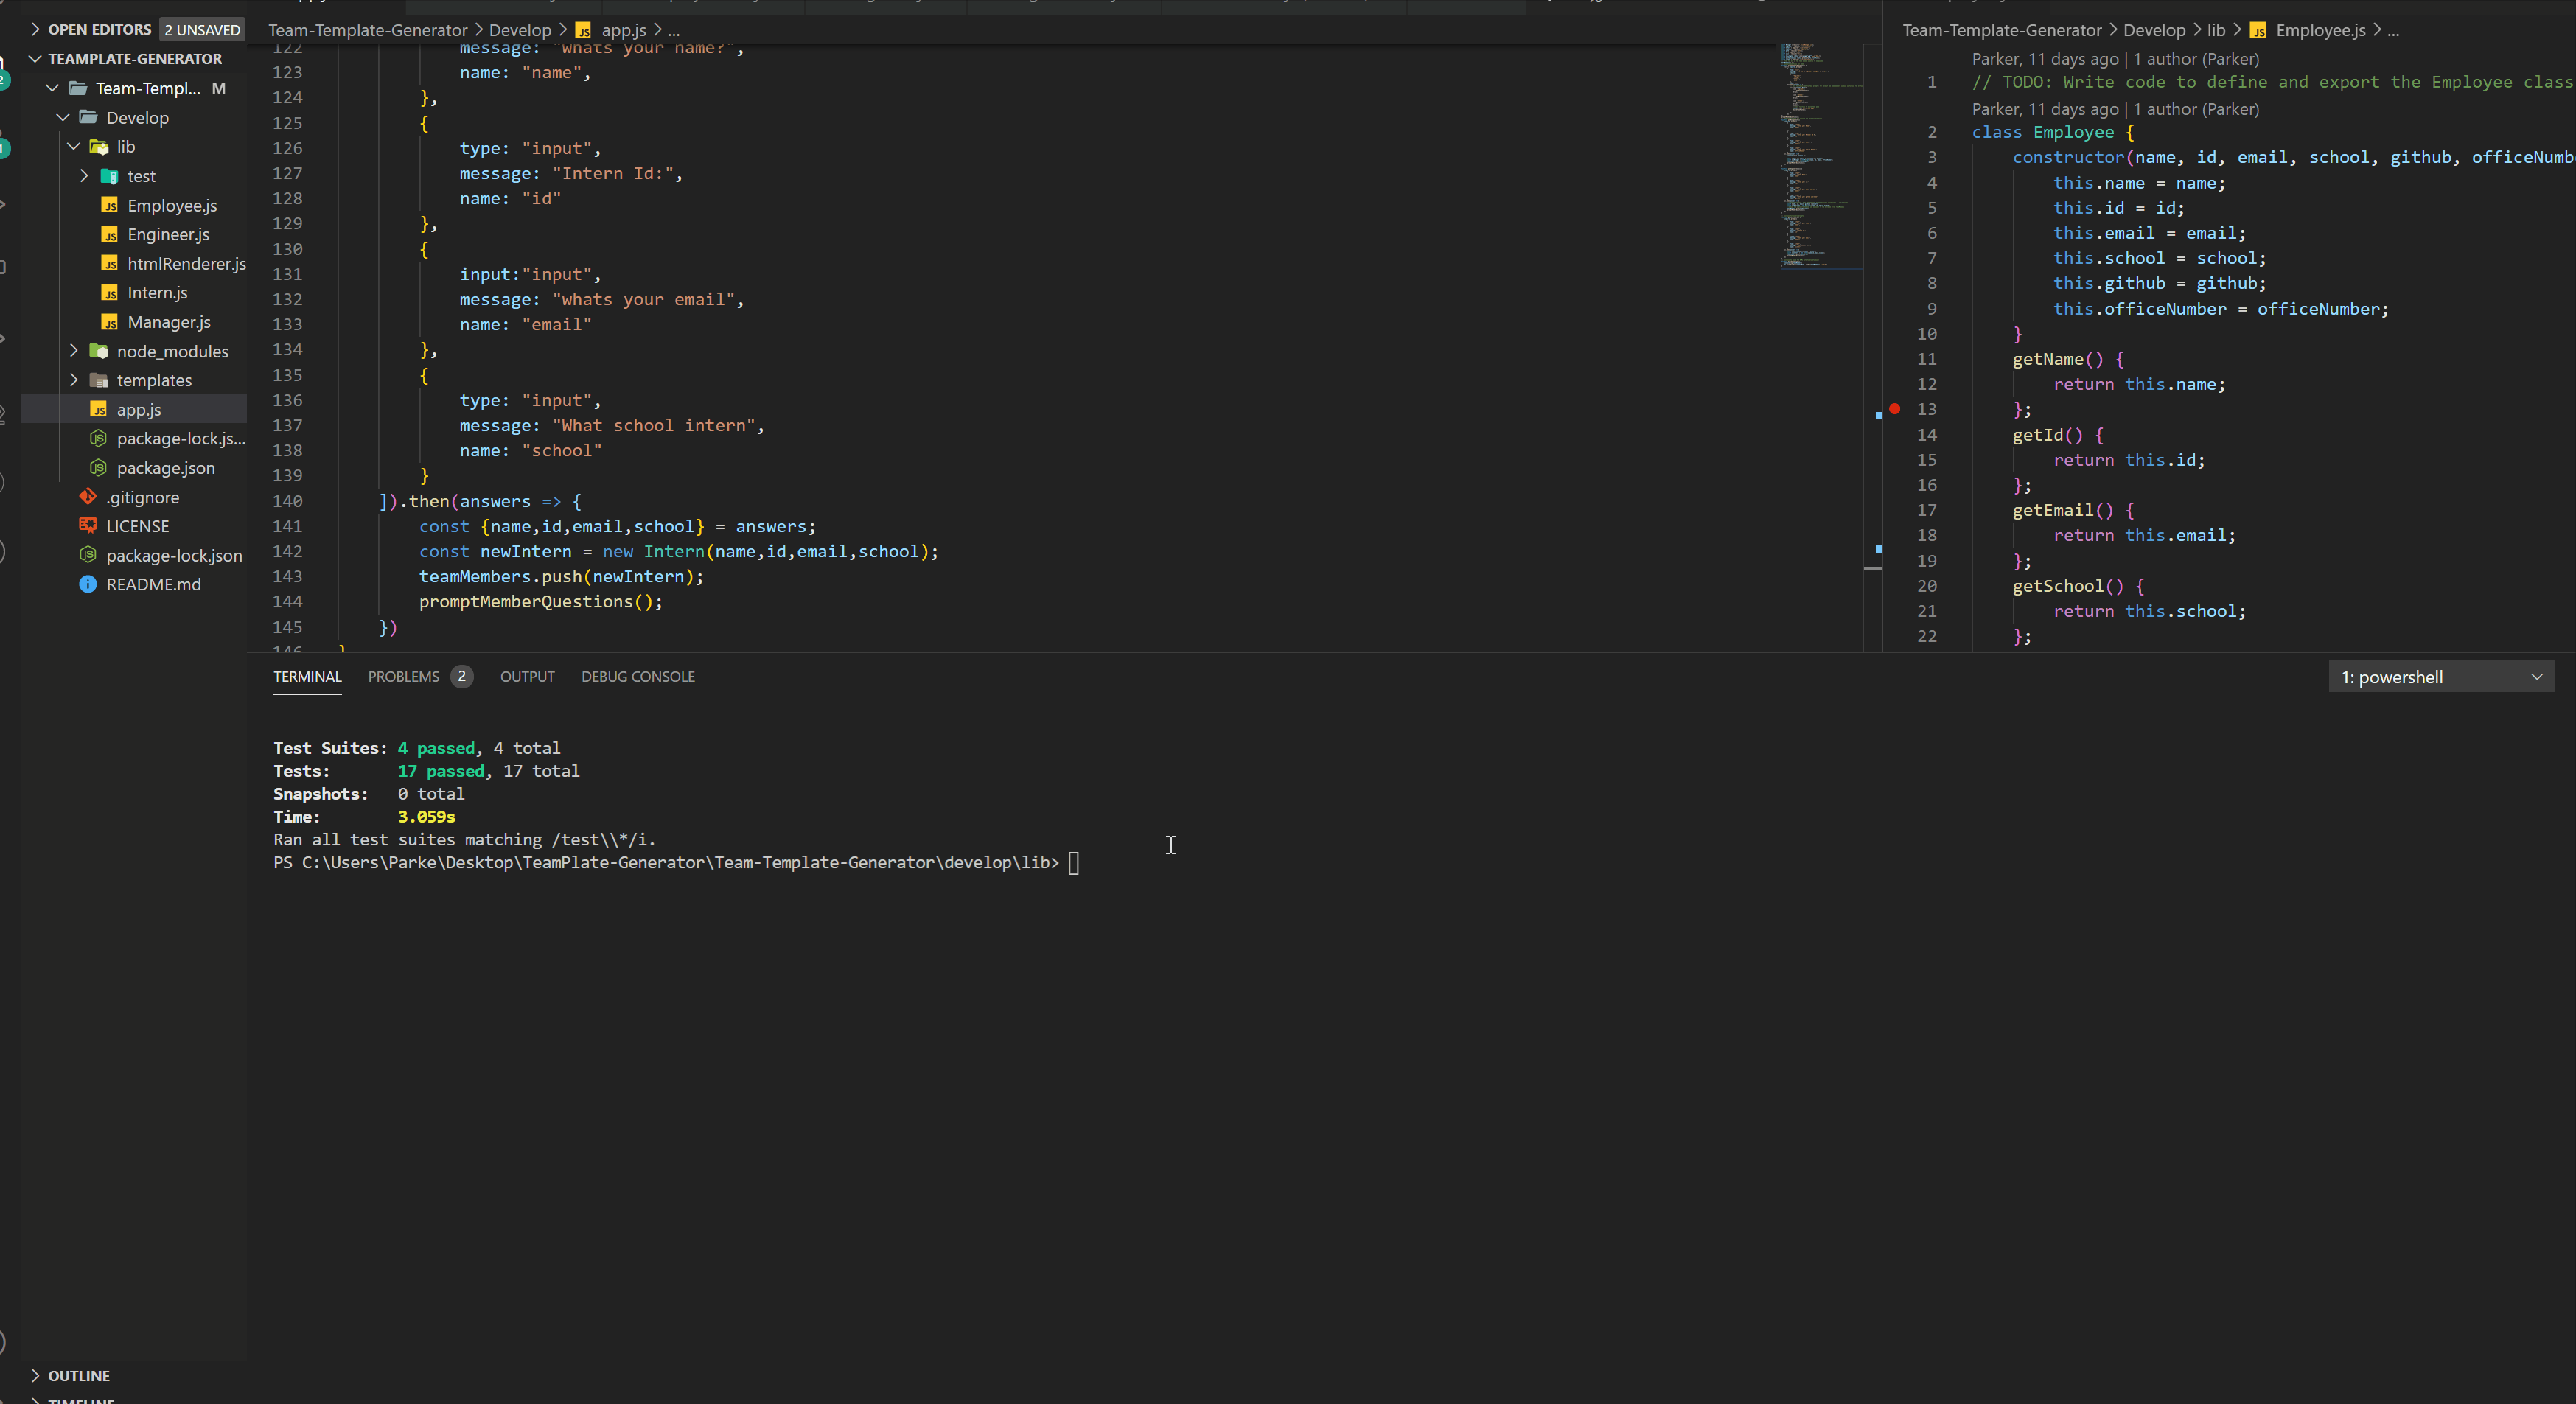 OPEN EDITORS 2 UNSAVED
TEAMPLATE-GENERATOR
Team-Templ... M
Develop
lib
test
Employee.js
Engineer.js
htmlRenderer.js
Intern.js
Manager.js
node_modules
templates
app.js
package-lock.js...
package.json
.gitignore
LICENSE
package-lock.json
README.md
OUTLINE
TIMELINE
Team-Template-Generator > Develop > JS app.js > ...
122 message: "whats your name?",
123 name: "name",
124 },
125 {
126 type: "input",
127 message: "Intern Id:",
128 name: "id"
129 },
130 {
131 input:"input",
132 message: "whats your email",
133 name: "email"
134 },
135 {
136 type: "input",
137 message: "What school intern",
138 name: "school"
139 }
140 ]).then(answers => {
141 const {name,id,email,school} = answers;
142 const newIntern = new Intern(name,id,email,school);
143 teamMembers.push(newIntern);
144 promptMemberQuestions();
145 })
146 }
Team-Template-Generator > Develop > lib > JS Employee.js > ...
Parker, 11 days ago | 1 author (Parker)
1 // TODO: Write code to define and export the Employee class
Parker, 11 days ago | 1 author (Parker)
2 class Employee {
3 constructor(name, id, email, school, github, officeNumb
4 this.name = name;
5 this.id = id;
6 this.email = email;
7 this.school = school;
8 this.github = github;
9 this.officeNumber = officeNumber;
10 }
11 getName() {
12 return this.name;
13 };
14 getId() {
15 return this.id;
16 };
17 getEmail() {
18 return this.email;
19 };
20 getSchool() {
21 return this.school;
22 };
TERMINAL PROBLEMS 2 OUTPUT DEBUG CONSOLE 1: powershell
Test Suites: 4 passed, 4 total
Tests: 17 passed, 17 total
Snapshots: 0 total
Time: 3.059s
Ran all test suites matching /test\\*/i.
PS C:\Users\Parke\Desktop\TeamPlate-Generator\Team-Template-Generator\develop\lib>